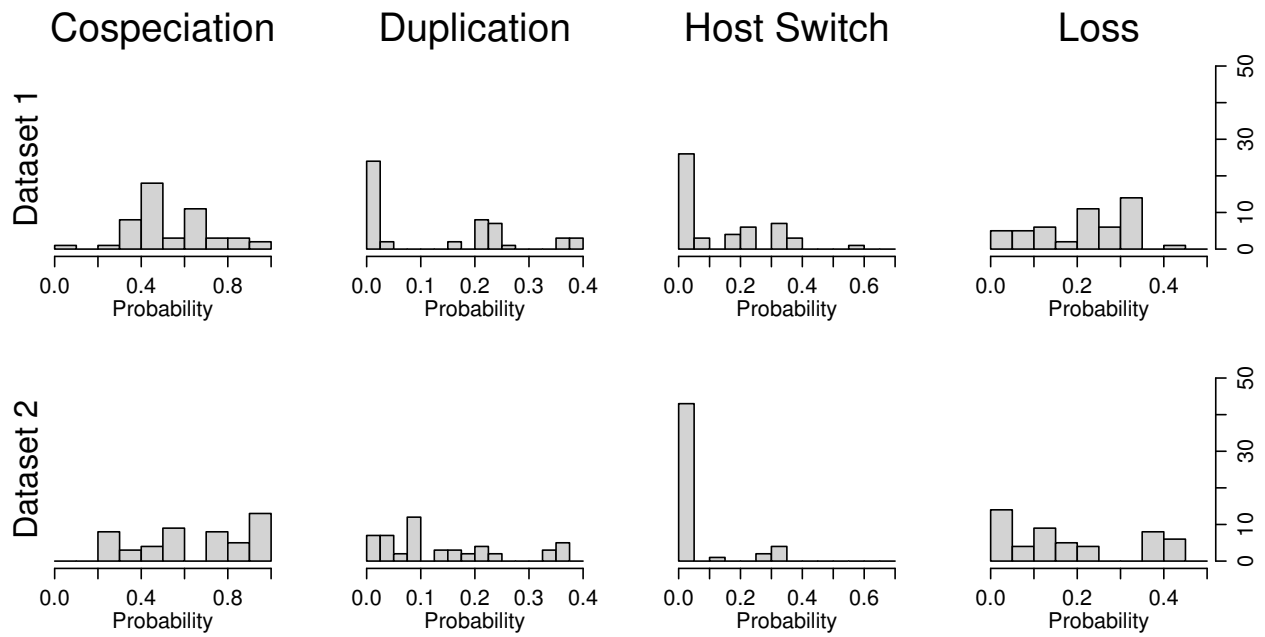 Cospeciation Duplication Host Switch Loss
Dataset 1
50
30
10
0
0.0 0.4 0.8 0.0 0.1 0.2 0.3 0.4 0.0 0.2 0.4 0.6 0.0 0.2 0.4
Probability Probability Probability Probability
Dataset 2
50
30
10
0
0.0 0.4 0.8 0.0 0.1 0.2 0.3 0.4 0.0 0.2 0.4 0.6 0.0 0.2 0.4
Probability Probability Probability Probability